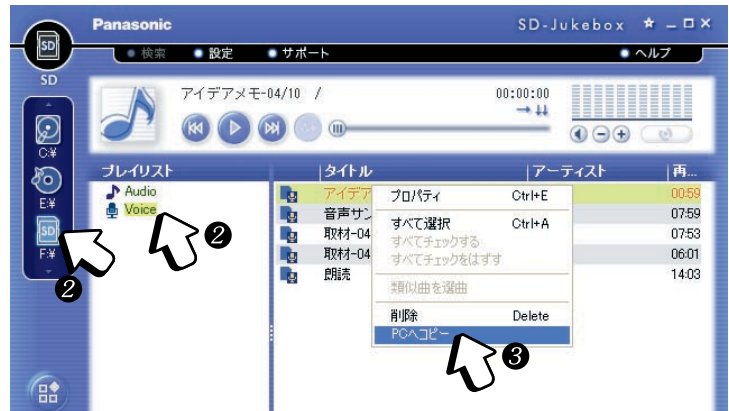 Panasonic
SD-Jukebox
検索 設定 サポート ヘルプ
SD
SD
アイデアメモ-04/10 / 00:00:00
C:¥
E:¥
SD
F:¥
プレイリスト タイトル アーティスト 再...
Audio
Voice
アイデア 00:59
音声サン 07:59
取材-04 07:53
取材-04 06:01
朗読 14:03
プロパティ Ctrl+E
すべて選択 Ctrl+A
すべてチェックする
すべてチェックをはずす
類似曲を選曲
削除 Delete
PCへコピー
❷
❷
❸